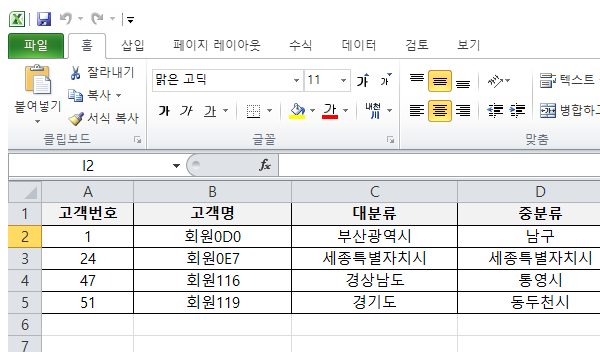 파일 홈 삽입 페이지 레이아웃 수식 데이터 검토 보기
잘라내기
복사
서식 복사
붙여넣기
클립보드
맑은 고딕 11 가 가
가 가 가 가 내천
글꼴
텍스트
병합하고
맞춤
I2 fx
A B C D
1 고객번호 고객명 대분류 중분류
2 1 회원0D0 부산광역시 남구
3 24 회원0E7 세종특별자치시 세종특별자치시
4 47 회원116 경상남도 통영시
5 51 회원119 경기도 동두천시
6
7